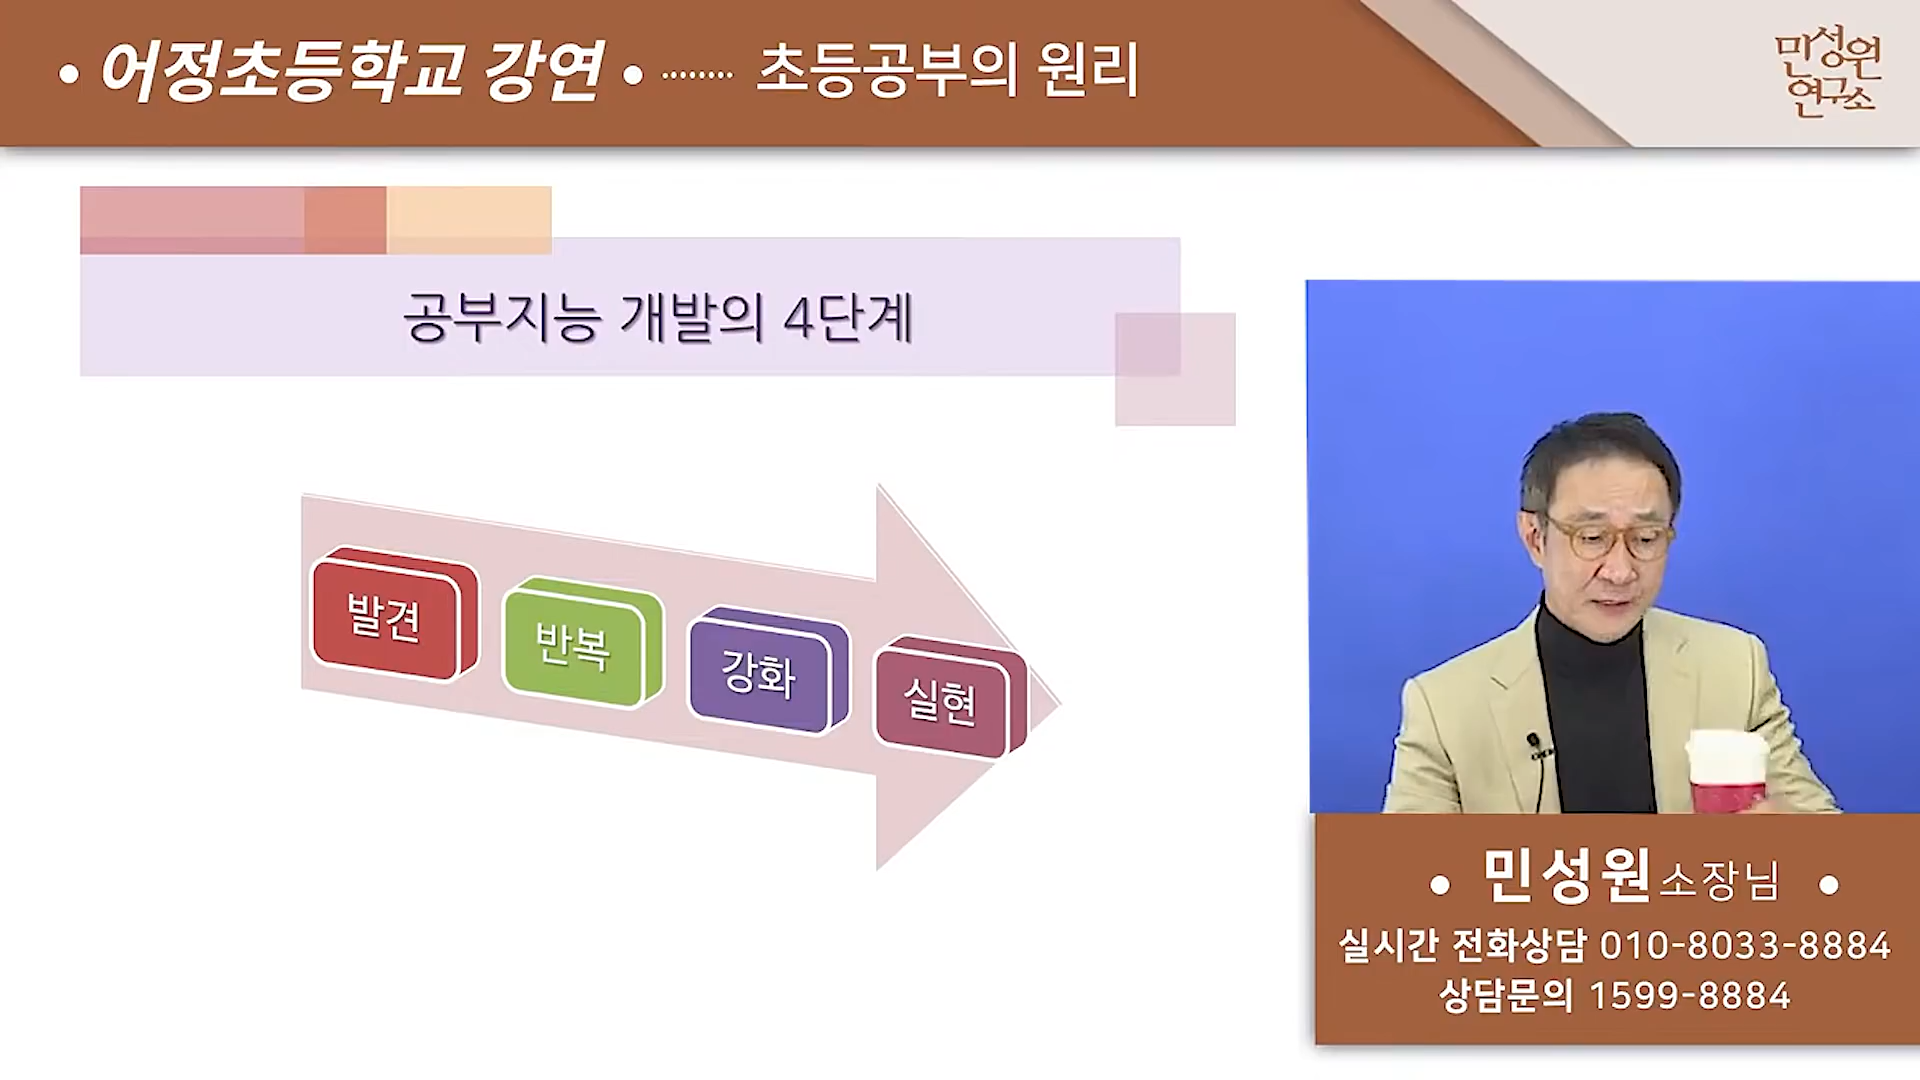 • 어정초등학교 강연 • ········ 초등공부의 원리
민성원
연구소
공부지능 개발의 4단계
발견
반복
강화
실현
• 민성원 소장님 •
실시간 전화상담 010-8033-8884
상담문의 1599-8884